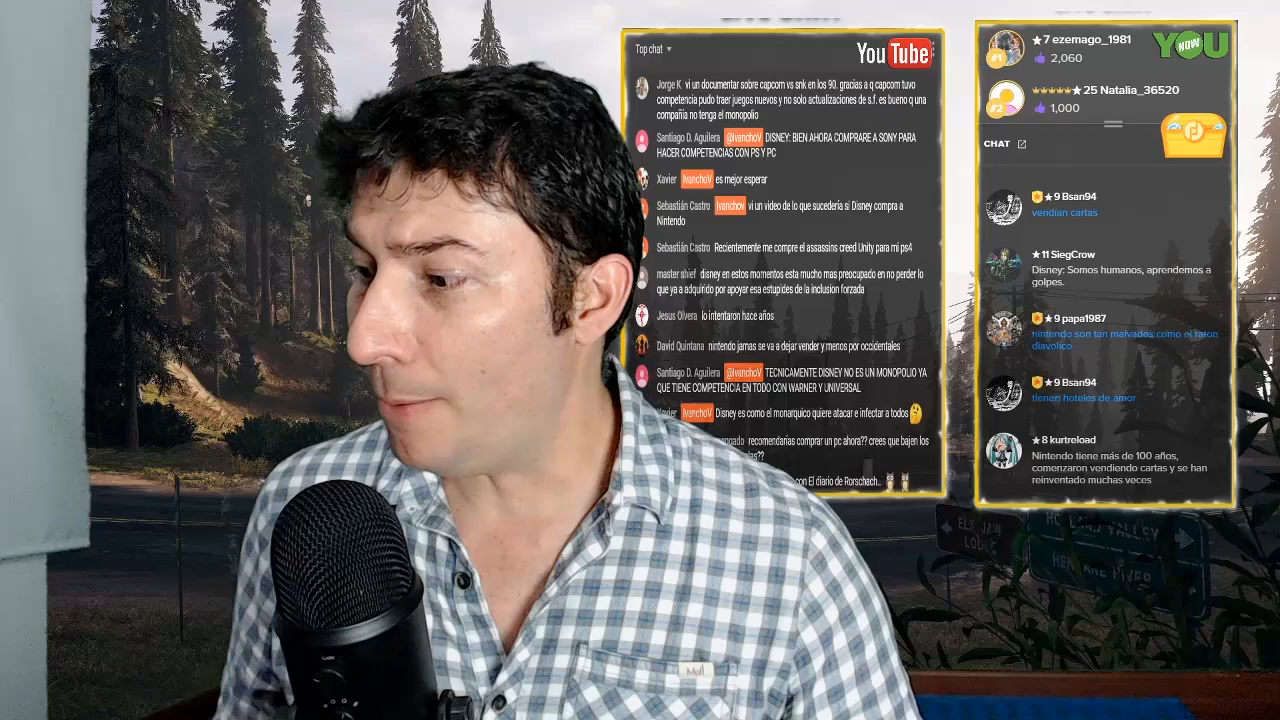 Top chat
YouTube
Jorge K vi un documentar sobre capcom vs snk en los 90. gracias a q capcom tuvo
competencia pudo traer juegos nuevos y no solo actualizaciones de s.f. es bueno q una
compañia no tenga el monopolio
Santiago D. Aguilera @IvanchoV DISNEY: BIEN AHORA COMPRARE A SONY PARA
HACER COMPETENCIAS CON PS Y PC
Xavier IvanchoV es mejor esperar
Sebastián Castro Ivanchov vi un video de lo que sucedería si Disney compra a
Nintendo
Sebastián Castro Recientemente me compre el assassins creed Unity para mi ps4
master shief disney en estos momentos esta mucho mas preocupado en no perder lo
que ya a adquirido por apoyar esa estupides de la inclusion forzada
Jesus Olvera lo intentaron hace años
David Quintana nintendo jamas se va a dejar vender y menos por occidentales
Santiago D. Aguilera @IvanchoV TECNICAMENTE DISNEY NO ES UN MONOPOLIO YA
QUE TIENE COMPETENCIA EN TODO CON WARNER Y UNIVERSAL
Xavier IvanchoV Disney es como el monarquico quiere atacar e infectar a todos 🤔
recomendarias comprar un pc ahora?? crees que bajen los
con El diario de Rorschach..
#1 ★7 ezemago_1981
2,060
YOU NOW
#2 ★25 Natalia_36520
1,000
CHAT
★9 Bsan94
vendian cartas
★11 SiegCrow
Disney: Somos humanos, aprendemos a
golpes.
★9 papa1987
nintendo son tan malvados como el raton
diavolico
★9 Bsan94
tienen hoteles de amor
★8 kurtreload
Nintendo tiene más de 100 años,
comenzaron vendiendo cartas y se han
reinventado muchas veces
HENBANE RIVER